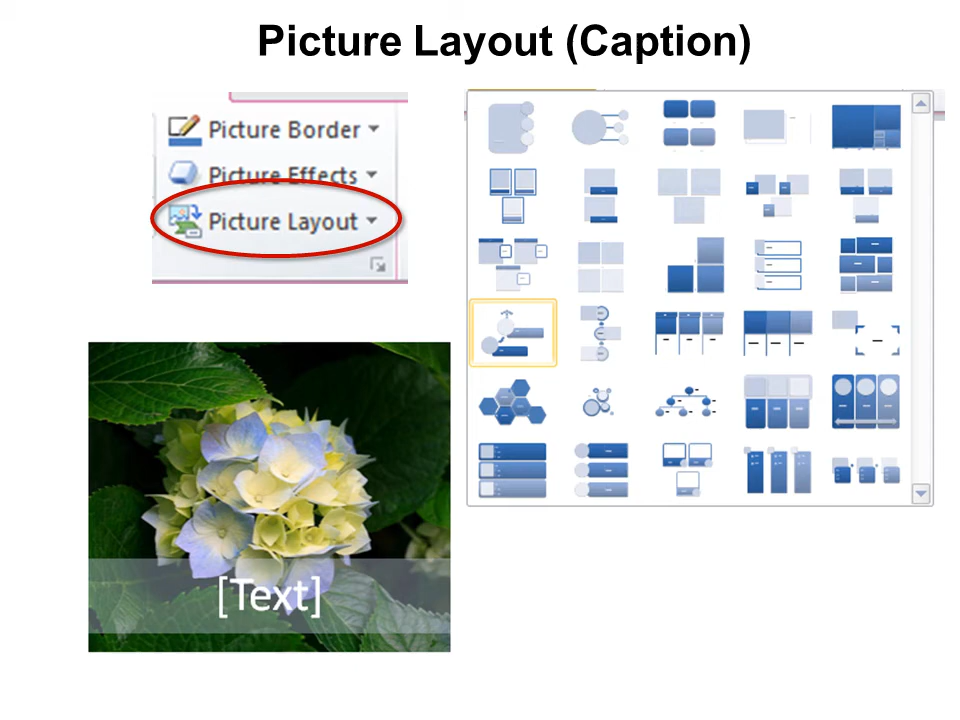 Picture Layout (Caption)
Picture Border
Picture Effects
Picture Layout
[Text]